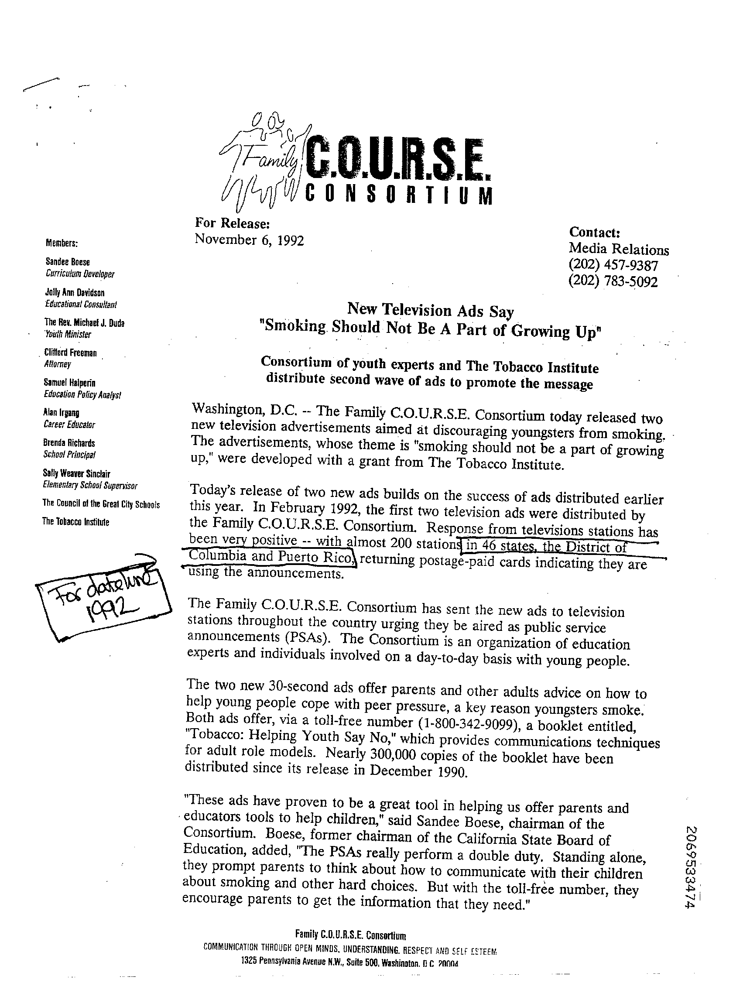 Family C.O.U.R.S.E.
CONSORTIUM
For Release:
November 6, 1992
Contact:
Media Relations
(202) 457-9387
(202) 783-5092
Members:
Sandee Boese
Curriculum Developer
Jolly Ann Davidson
Educational Consultant
The Rev. Michael J. Duda
Youth Minister
Clifford Freeman
Attorney
Samuel Halperin
Education Policy Analyst
Alan Irgang
Career Educator
Brenda Richards
School Principal
Sally Weaver Sinclair
Elementary School Supervisor
The Council of the Great City Schools
The Tobacco Institute
For dateline
1992
New Television Ads Say
"Smoking Should Not Be A Part of Growing Up"
Consortium of youth experts and The Tobacco Institute
distribute second wave of ads to promote the message
Washington, D.C. -- The Family C.O.U.R.S.E. Consortium today released two
new television advertisements aimed at discouraging youngsters from smoking.
The advertisements, whose theme is "smoking should not be a part of growing
up," were developed with a grant from The Tobacco Institute.
Today's release of two new ads builds on the success of ads distributed earlier
this year. In February 1992, the first two television ads were distributed by
the Family C.O.U.R.S.E. Consortium. Response from televisions stations has
been very positive -- with almost 200 stations in 46 states, the District of
Columbia and Puerto Rico, returning postage-paid cards indicating they are
using the announcements.
The Family C.O.U.R.S.E. Consortium has sent the new ads to television
stations throughout the country urging they be aired as public service
announcements (PSAs). The Consortium is an organization of education
experts and individuals involved on a day-to-day basis with young people.
The two new 30-second ads offer parents and other adults advice on how to
help young people cope with peer pressure, a key reason youngsters smoke.
Both ads offer, via a toll-free number (1-800-342-9099), a booklet entitled,
"Tobacco: Helping Youth Say No," which provides communications techniques
for adult role models. Nearly 300,000 copies of the booklet have been
distributed since its release in December 1990.
"These ads have proven to be a great tool in helping us offer parents and
educators tools to help children," said Sandee Boese, chairman of the
Consortium. Boese, former chairman of the California State Board of
Education, added, "The PSAs really perform a double duty. Standing alone,
they prompt parents to think about how to communicate with their children
about smoking and other hard choices. But with the toll-free number, they
encourage parents to get the information that they need."
2069533474
Family C.O.U.R.S.E. Consortium
COMMUNICATION THROUGH OPEN MINDS, UNDERSTANDING, RESPECT AND SELF ESTEEM
1325 Pennsylvania Avenue N.W., Suite 500, Washington, D.C. 20004